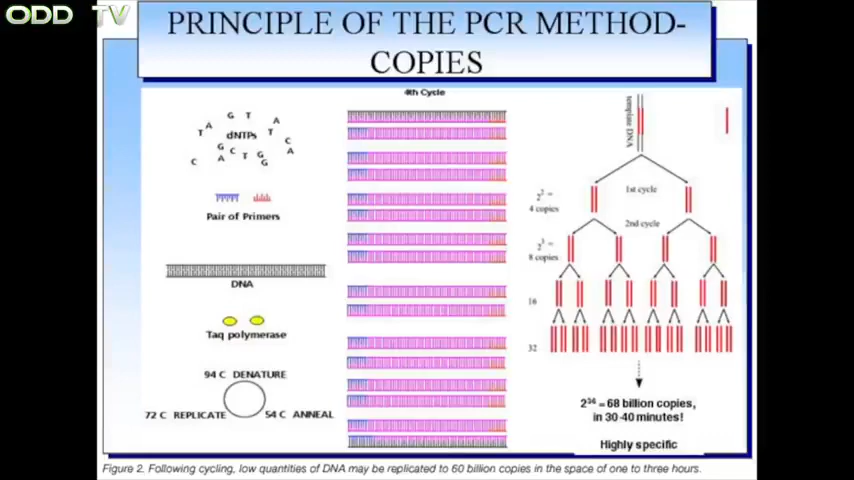 ODD TV
PRINCIPLE OF THE PCR METHOD-
COPIES
4th Cycle
A G T A
T dNTPs T C
C A G C T G G A
Pair of Primers
DNA
Taq polymerase
94 C DENATURE
72 C REPLICATE
54 C ANNEAL
template DNA
1st cycle
2² =
4 copies
2nd cycle
2³ =
8 copies
16
32
2³⁴ = 68 billion copies,
in 30-40 minutes!
Highly specific
Figure 2. Following cycling, low quantities of DNA may be replicated to 60 billion copies in the space of one to three hours.